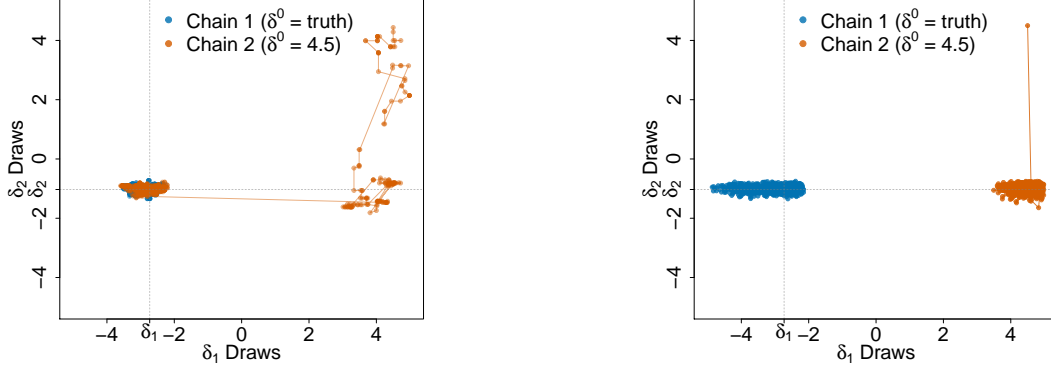 Chain 1 (δ⁰ = truth)
Chain 2 (δ⁰ = 4.5)
4
2
0
δ₂
−2
−4
δ₂ Draws
−4 δ₁ −2 0 2 4
δ₁ Draws
Chain 1 (δ⁰ = truth)
Chain 2 (δ⁰ = 4.5)
4
2
0
δ₂
−2
−4
δ₂ Draws
−4 δ₁ −2 0 2 4
δ₁ Draws